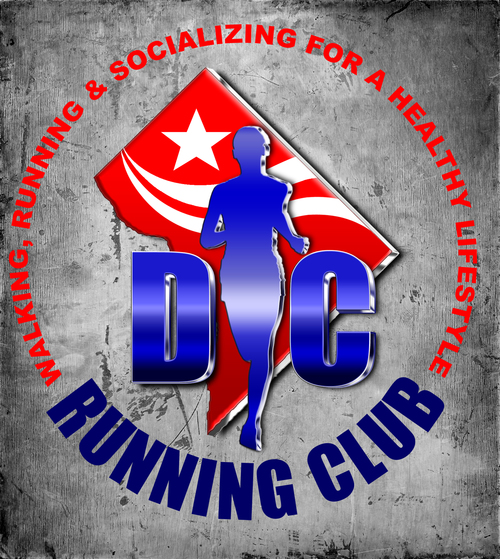 WALKING, RUNNING & SOCIALIZING FOR A HEALTHY LIFESTYLE
DC
RUNNING CLUB